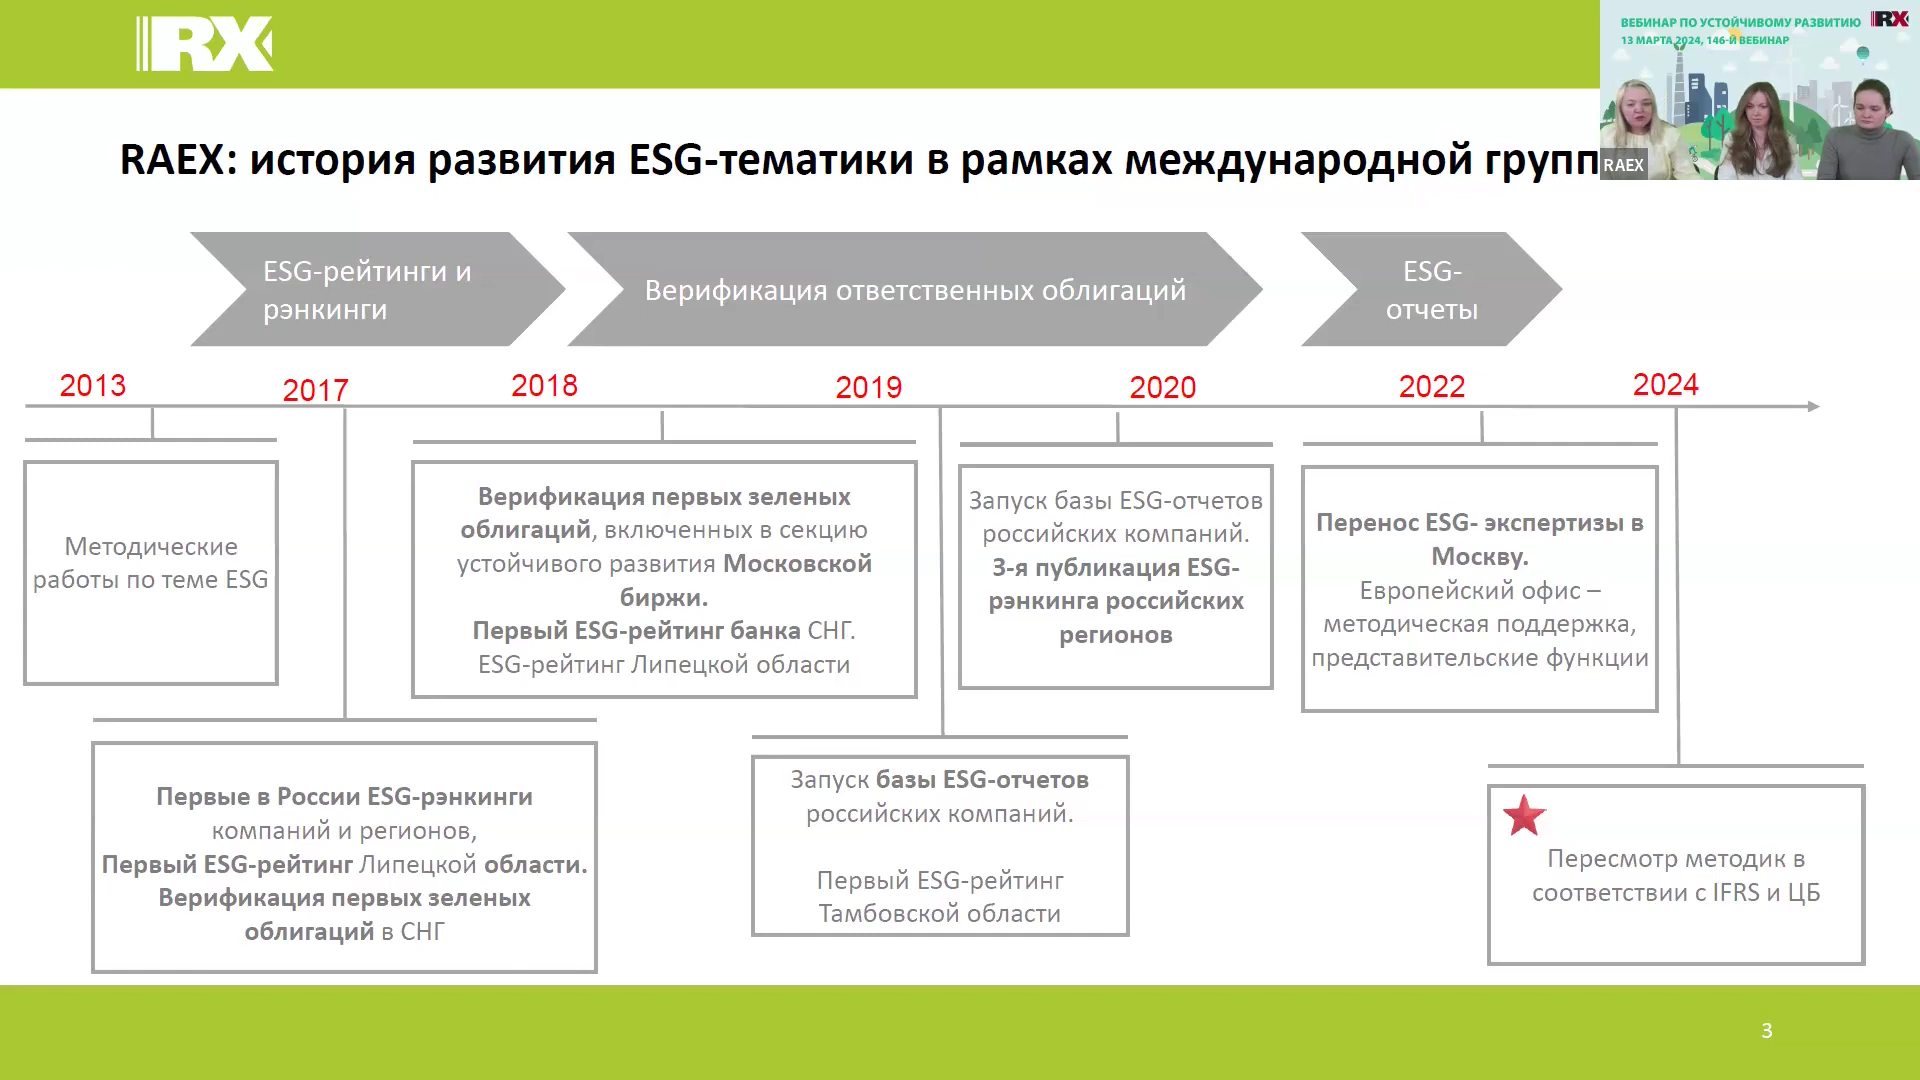 RX
ВЕБИНАР ПО УСТОЙЧИВОМУ РАЗВИТИЮ RX
13 МАРТА 2024, 146-Й ВЕБИНАР
RAEX
RAEX: история развития ESG-тематики в рамках международной групп
ESG-рейтинги и
рэнкинги
Верификация ответственных облигаций
ESG-
отчеты
2013
2017
2018
2019
2020
2022
2024
Методические
работы по теме ESG
Верификация первых зеленых
облигаций, включенных в секцию
устойчивого развития Московской
биржи.
Первый ESG-рейтинг банка СНГ.
ESG-рейтинг Липецкой области
Запуск базы ESG-отчетов
российских компаний.
3-я публикация ESG-
рэнкинга российских
регионов
Перенос ESG- экспертизы в
Москву.
Европейский офис –
методическая поддержка,
представительские функции
Первые в России ESG-рэнкинги
компаний и регионов,
Первый ESG-рейтинг Липецкой области.
Верификация первых зеленых
облигаций в СНГ
Запуск базы ESG-отчетов
российских компаний.
Первый ESG-рейтинг
Тамбовской области
Пересмотр методик в
соответствии с IFRS и ЦБ
3